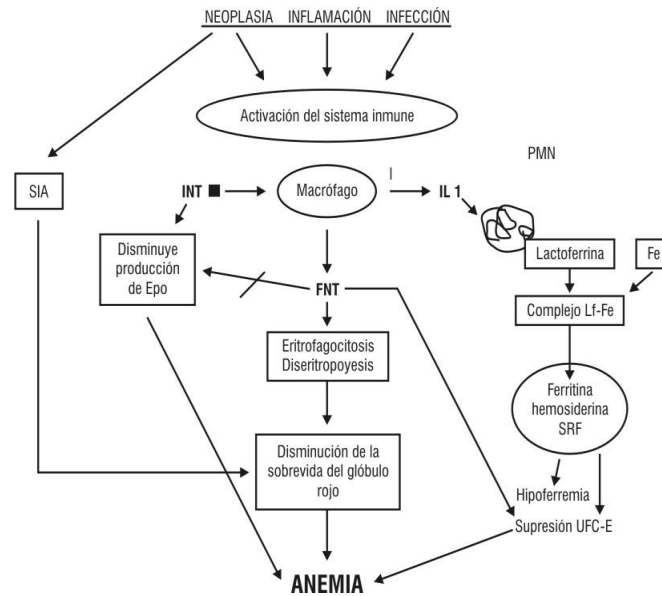 NEOPLASIA INFLAMACIÓN INFECCIÓN
Activación del sistema inmune
PMN
SIA
INT ■
Macrófago
I
IL 1
Disminuye
producción
de Epo
Lactoferrina
Fe
FNT
Complejo Lf-Fe
Eritrofagocitosis
Diseritropoyesis
Ferritina
hemosiderina
SRF
Disminución de la
sobrevida del glóbulo
rojo
Hipoferremia
Supresión UFC-E
ANEMIA